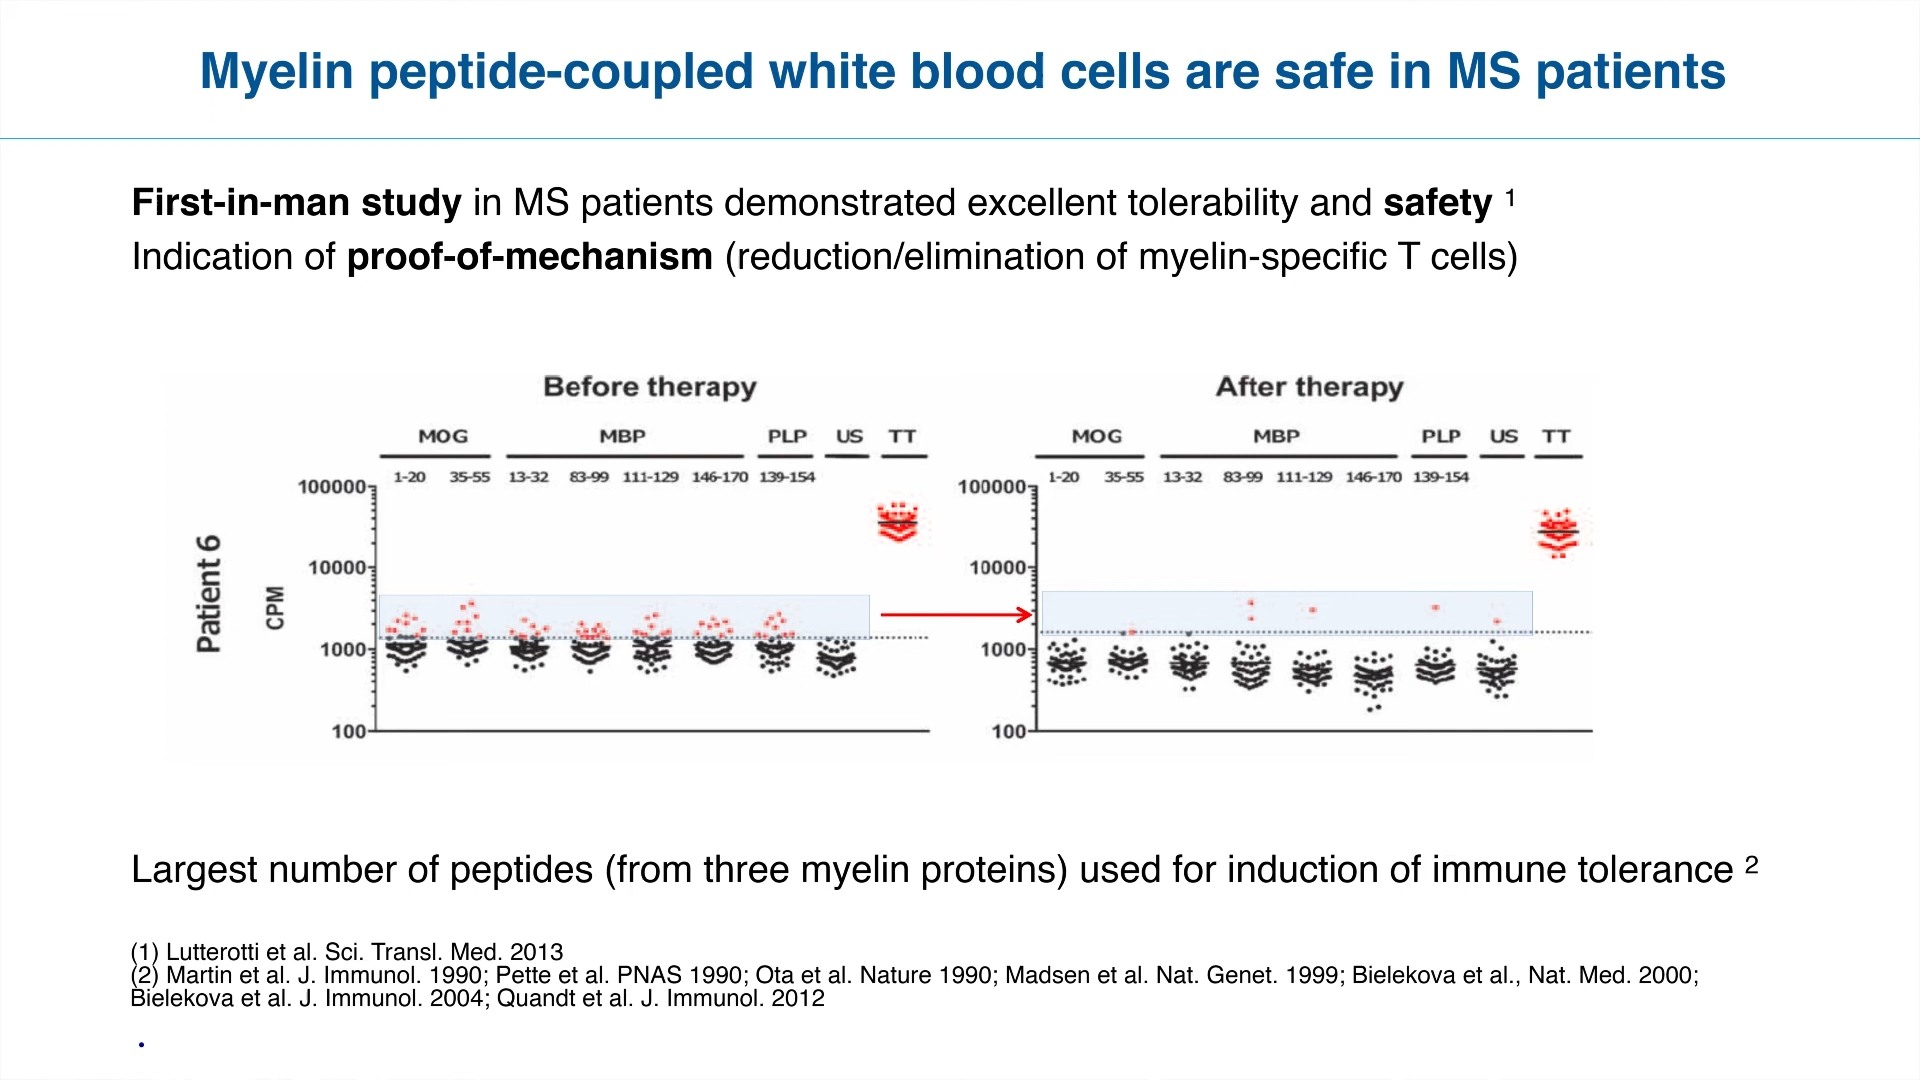 Myelin peptide-coupled white blood cells are safe in MS patients
First-in-man study in MS patients demonstrated excellent tolerability and safety 1
Indication of proof-of-mechanism (reduction/elimination of myelin-specific T cells)
Before therapy
After therapy
MOG MBP PLP US TT
MOG MBP PLP US TT
1-20 35-55 13-32 83-99 111-129 146-170 139-154
1-20 35-55 13-32 83-99 111-129 146-170 139-154
Patient 6
CPM
100000
10000
1000
100
100000
10000
1000
100
Largest number of peptides (from three myelin proteins) used for induction of immune tolerance 2
(1) Lutterotti et al. Sci. Transl. Med. 2013
(2) Martin et al. J. Immunol. 1990; Pette et al. PNAS 1990; Ota et al. Nature 1990; Madsen et al. Nat. Genet. 1999; Bielekova et al., Nat. Med. 2000;
Bielekova et al. J. Immunol. 2004; Quandt et al. J. Immunol. 2012